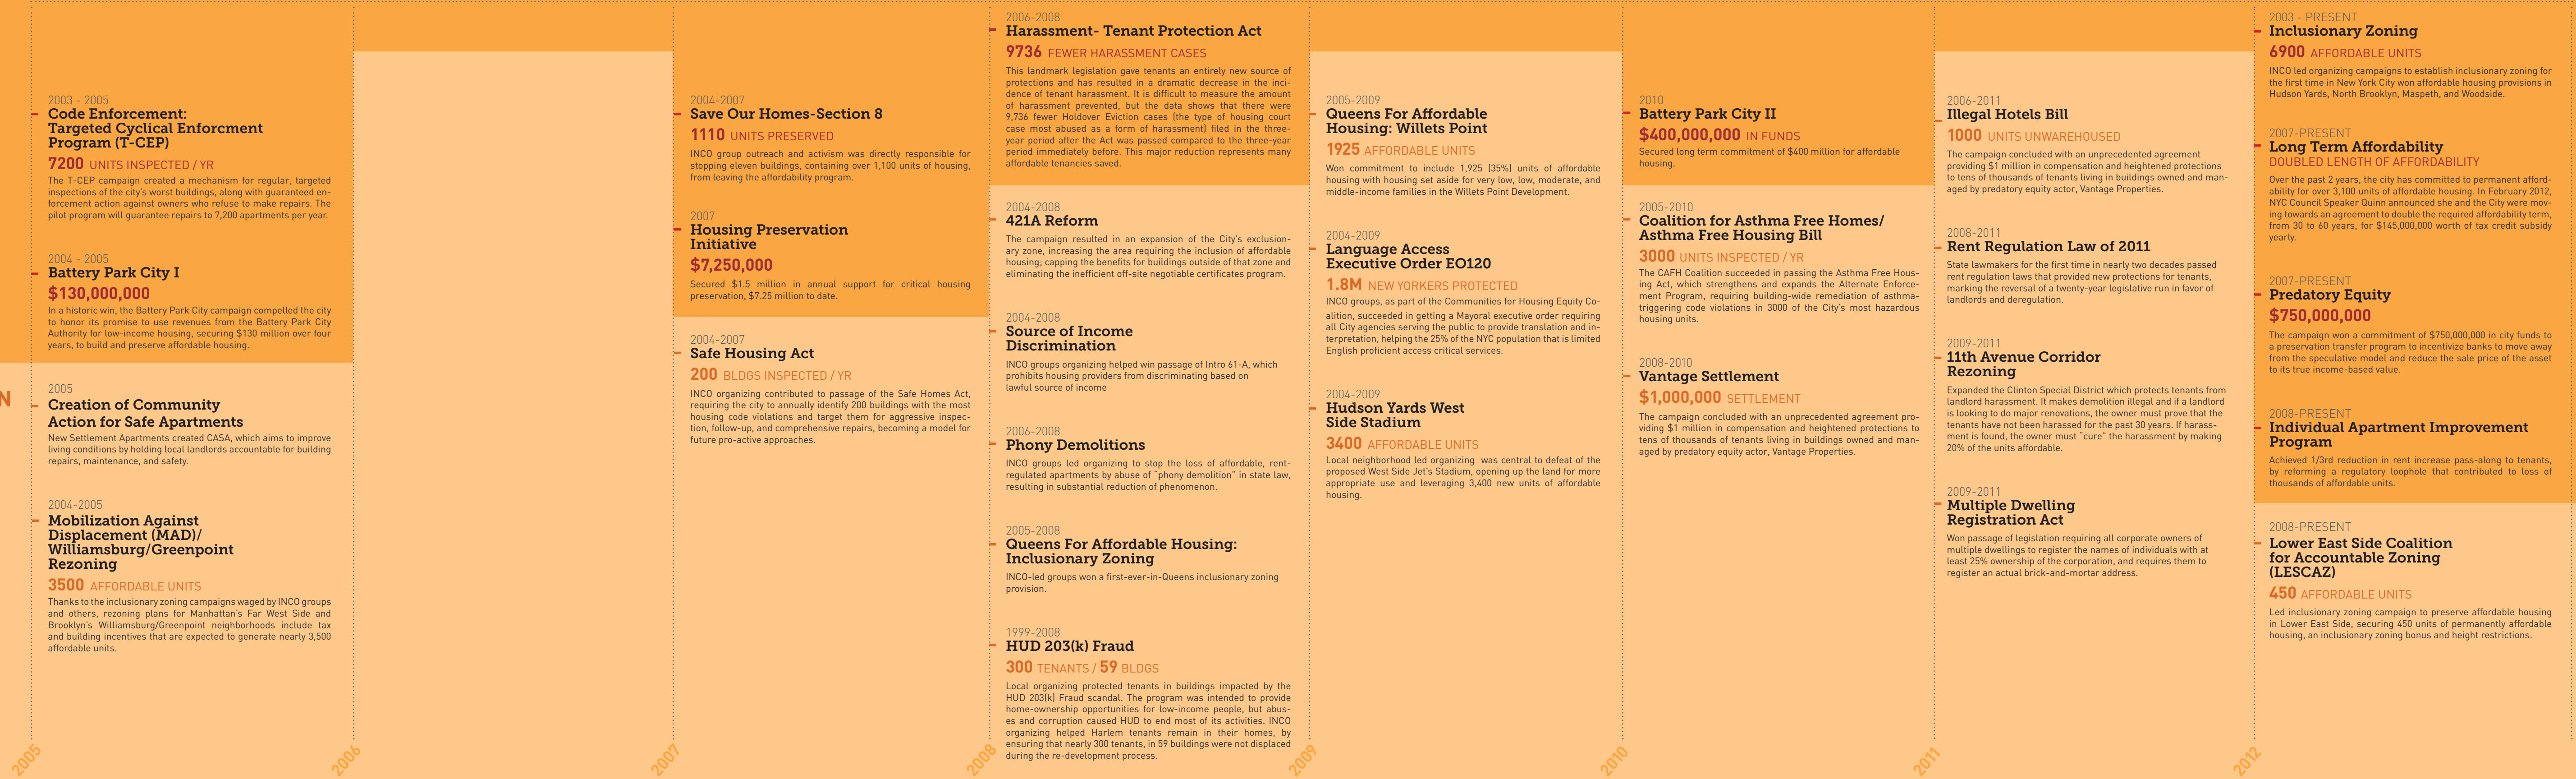 2003 - 2005
Code Enforcement:
Targeted Cyclical Enforcment
Program (T-CEP)
7200 UNITS INSPECTED / YR
The T-CEP campaign created a mechanism for regular, targeted
inspections of the city's worst buildings, along with guaranteed en-
forcement action against owners who refuse to make repairs. The
pilot program will guarantee repairs to 7,200 apartments per year.
2004 - 2005
Battery Park City I
$130,000,000
In a historic win, the Battery Park City campaign compelled the city
to honor its promise to use revenues from the Battery Park City
Authority for low-income housing, securing $130 million over four
years, to build and preserve affordable housing.
N
2005
Creation of Community
Action for Safe Apartments
New Settlement Apartments created CASA, which aims to improve
living conditions by holding local landlords accountable for building
repairs, maintenance, and safety.
2004-2005
Mobilization Against
Displacement (MAD)/
Williamsburg/Greenpoint
Rezoning
3500 AFFORDABLE UNITS
Thanks to the inclusionary zoning campaigns waged by INCO groups
and others, rezoning plans for Manhattan's Far West Side and
Brooklyn's Williamsburg/Greenpoint neighborhoods include tax
and building incentives that are expected to generate nearly 3,500
affordable units.
2004-2007
Save Our Homes-Section 8
1110 UNITS PRESERVED
INCO group outreach and activism was directly responsible for
stopping eleven buildings, containing over 1,100 units of housing,
from leaving the affordability program.
2007
Housing Preservation
Initiative
$7,250,000
Secured $1.5 million in annual support for critical housing
preservation, $7.25 million to date.
2004-2007
Safe Housing Act
200 BLDGS INSPECTED / YR
INCO organizing contributed to passage of the Safe Homes Act,
requiring the city to annually identify 200 buildings with the most
housing code violations and target them for aggressive inspec-
tion, follow-up, and comprehensive repairs, becoming a model for
future pro-active approaches.
2006-2008
Harassment- Tenant Protection Act
9736 FEWER HARASSMENT CASES
This landmark legislation gave tenants an entirely new source of
protections and has resulted in a dramatic decrease in the inci-
dence of tenant harassment. It is difficult to measure the amount
of harassment prevented, but the data shows that there were
9,736 fewer Holdover Eviction cases (the type of housing court
case most abused as a form of harassment) filed in the three-
year period after the Act was passed compared to the three-year
period immediately before. This major reduction represents many
affordable tenancies saved.
2004-2008
421A Reform
The campaign resulted in an expansion of the City's exclusion-
ary zone, increasing the area requiring the inclusion of affordable
housing; capping the benefits for buildings outside of that zone and
eliminating the inefficient off-site negotiable certificates program.
2004-2008
Source of Income
Discrimination
INCO groups organizing helped win passage of Intro 61-A, which
prohibits housing providers from discriminating based on
lawful source of income
2006-2008
Phony Demolitions
INCO groups led organizing to stop the loss of affordable, rent-
regulated apartments by abuse of "phony demolition" in state law,
resulting in substantial reduction of phenomenon.
2005-2008
Queens For Affordable Housing:
Inclusionary Zoning
INCO-led groups won a first-ever-in-Queens inclusionary zoning
provision.
1999-2008
HUD 203(k) Fraud
300 TENANTS / 59 BLDGS
Local organizing protected tenants in buildings impacted by the
HUD 203(k) Fraud scandal. The program was intended to provide
home-ownership opportunities for low-income people, but abus-
es and corruption caused HUD to end most of its activities. INCO
organizing helped Harlem tenants remain in their homes, by
ensuring that nearly 300 tenants, in 59 buildings were not displaced
during the re-development process.
2005-2009
Queens For Affordable
Housing: Willets Point
1925 AFFORDABLE UNITS
Won commitment to include 1,925 (35%) units of affordable
housing with housing set aside for very low, low, moderate, and
middle-income families in the Willets Point Development.
2004-2009
Language Access
Executive Order EO120
1.8M NEW YORKERS PROTECTED
INCO groups, as part of the Communities for Housing Equity Co-
alition, succeeded in getting a Mayoral executive order requiring
all City agencies serving the public to provide translation and in-
terpretation, helping the 25% of the NYC population that is limited
English proficient access critical services.
2004-2009
Hudson Yards West
Side Stadium
3400 AFFORDABLE UNITS
Local neighborhood led organizing was central to defeat of the
proposed West Side Jet's Stadium, opening up the land for more
appropriate use and leveraging 3,400 new units of affordable
housing.
2010
Battery Park City II
$400,000,000 IN FUNDS
Secured long term commitment of $400 million for affordable
housing.
2005-2010
Coalition for Asthma Free Homes/
Asthma Free Housing Bill
3000 UNITS INSPECTED / YR
The CAFH Coalition succeeded in passing the Asthma Free Hous-
ing Act, which strengthens and expands the Alternate Enforce-
ment Program, requiring building-wide remediation of asthma-
triggering code violations in 3000 of the City's most hazardous
housing units.
2008-2010
Vantage Settlement
$1,000,000 SETTLEMENT
The campaign concluded with an unprecedented agreement pro-
viding $1 million in compensation and heightened protections to
tens of thousands of tenants living in buildings owned and man-
aged by predatory equity actor, Vantage Properties.
2006-2011
Illegal Hotels Bill
1000 UNITS UNWAREHOUSED
The campaign concluded with an unprecedented agreement
providing $1 million in compensation and heightened protections
to tens of thousands of tenants living in buildings owned and man-
aged by predatory equity actor, Vantage Properties.
2008-2011
Rent Regulation Law of 2011
State lawmakers for the first time in nearly two decades passed
rent regulation laws that provided new protections for tenants,
marking the reversal of a twenty-year legislative run in favor of
landlords and deregulation.
2009-2011
11th Avenue Corridor
Rezoning
Expanded the Clinton Special District which protects tenants from
landlord harassment. It makes demolition illegal and if a landlord
is looking to do major renovations, the owner must prove that the
tenants have not been harassed for the past 30 years. If harass-
ment is found, the owner must "cure" the harassment by making
20% of the units affordable.
2009-2011
Multiple Dwelling
Registration Act
Won passage of legislation requiring all corporate owners of
multiple dwellings to register the names of individuals with at
least 25% ownership of the corporation, and requires them to
register an actual brick-and-mortar address.
2003 - PRESENT
Inclusionary Zoning
6900 AFFORDABLE UNITS
INCO led organizing campaigns to establish inclusionary zoning for
the first time in New York City won affordable housing provisions in
Hudson Yards, North Brooklyn, Maspeth, and Woodside.
2007-PRESENT
Long Term Affordability
DOUBLED LENGTH OF AFFORDABILITY
Over the past 2 years, the city has committed to permanent afford-
ability for over 3,100 units of affordable housing. In February 2012,
NYC Council Speaker Quinn announced she and the City were mov-
ing towards an agreement to double the required affordability term,
from 30 to 60 years, for $145,000,000 worth of tax credit subsidy
yearly.
2007-PRESENT
Predatory Equity
$750,000,000
The campaign won a commitment of $750,000,000 in city funds to
a preservation transfer program to incentivize banks to move away
from the speculative model and reduce the sale price of the asset
to its true income-based value.
2008-PRESENT
Individual Apartment Improvement
Program
Achieved 1/3rd reduction in rent increase pass-along to tenants,
by reforming a regulatory loophole that contributed to loss of
thousands of affordable units.
2008-PRESENT
Lower East Side Coalition
for Accountable Zoning
(LESCAZ)
450 AFFORDABLE UNITS
Led inclusionary zoning campaign to preserve affordable housing
in Lower East Side, securing 450 units of permanently affordable
housing, an inclusionary zoning bonus and height restrictions.
2005
2006
2007
2008
2009
2010
2011
2012